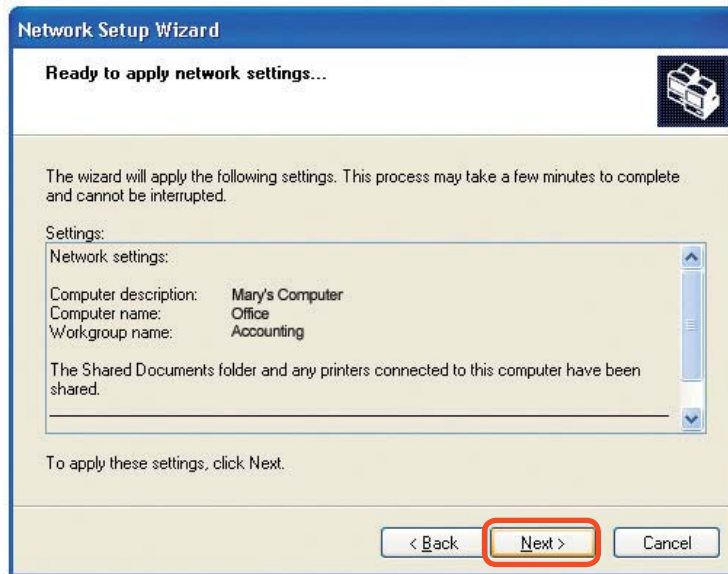 Network Setup Wizard
Ready to apply network settings...
The wizard will apply the following settings. This process may take a few minutes to complete
and cannot be interrupted.
Settings:
Network settings:
Computer description: Mary's Computer
Computer name: Office
Workgroup name: Accounting
The Shared Documents folder and any printers connected to this computer have been
shared.
To apply these settings, click Next.
< Back Next > Cancel